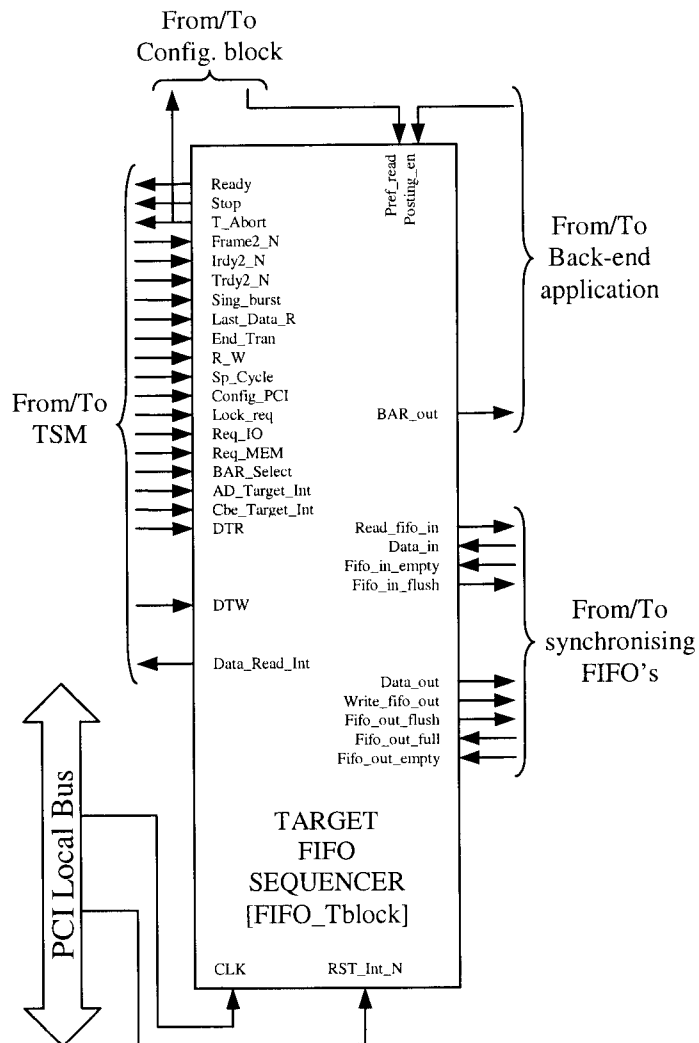 From/To
Config. block
Pref_read
Posting_en
Ready
Stop
T_Abort
Frame2_N
Irdy2_N
Trdy2_N
Sing_burst
Last_Data_R
End_Tran
R_W
Sp_Cycle
Config_PCI
Lock_req
Req_IO
Req_MEM
BAR_Select
AD_Target_Int
Cbe_Target_Int
DTR
DTW
Data_Read_Int
From/To
TSM
BAR_out
From/To
Back-end
application
Read_fifo_in
Data_in
Fifo_in_empty
Fifo_in_flush
Data_out
Write_fifo_out
Fifo_out_flush
Fifo_out_full
Fifo_out_empty
From/To
synchronising
FIFO's
PCI Local Bus
TARGET
FIFO
SEQUENCER
[FIFO_Tblock]
CLK
RST_Int_N